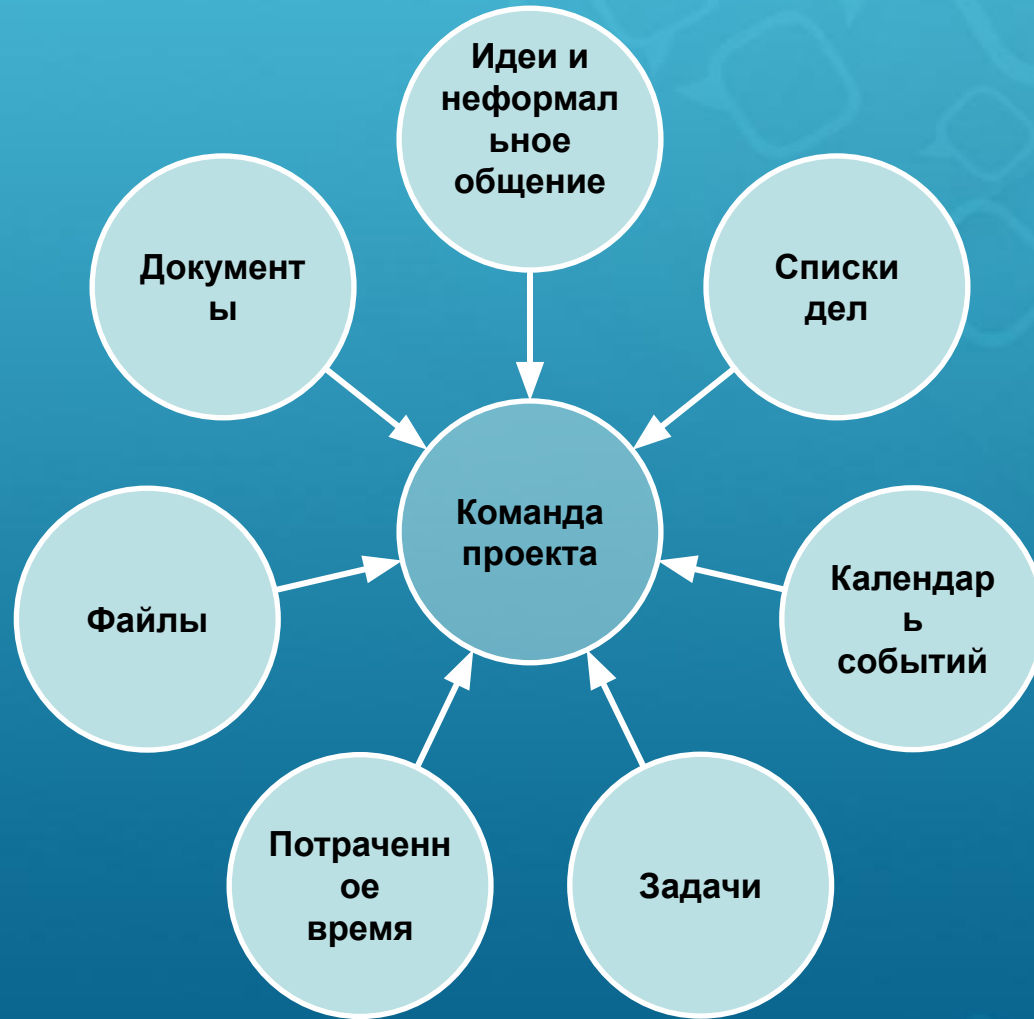 Идеи и
неформал
ьное
общение
Документ
ы
Списки
дел
Команда
проекта
Файлы
Календар
ь
событий
Потраченн
ое
время
Задачи